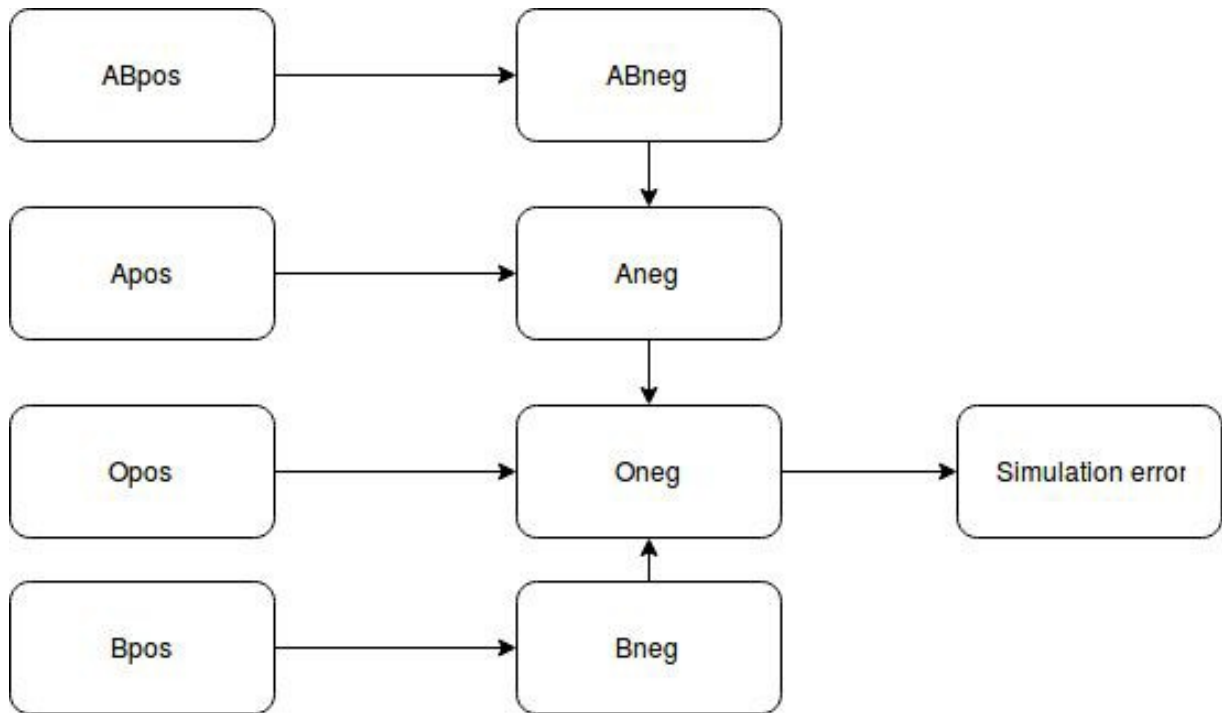 ABpos
ABneg
Apos
Aneg
Opos
Oneg
Simulation error
Bpos
Bneg